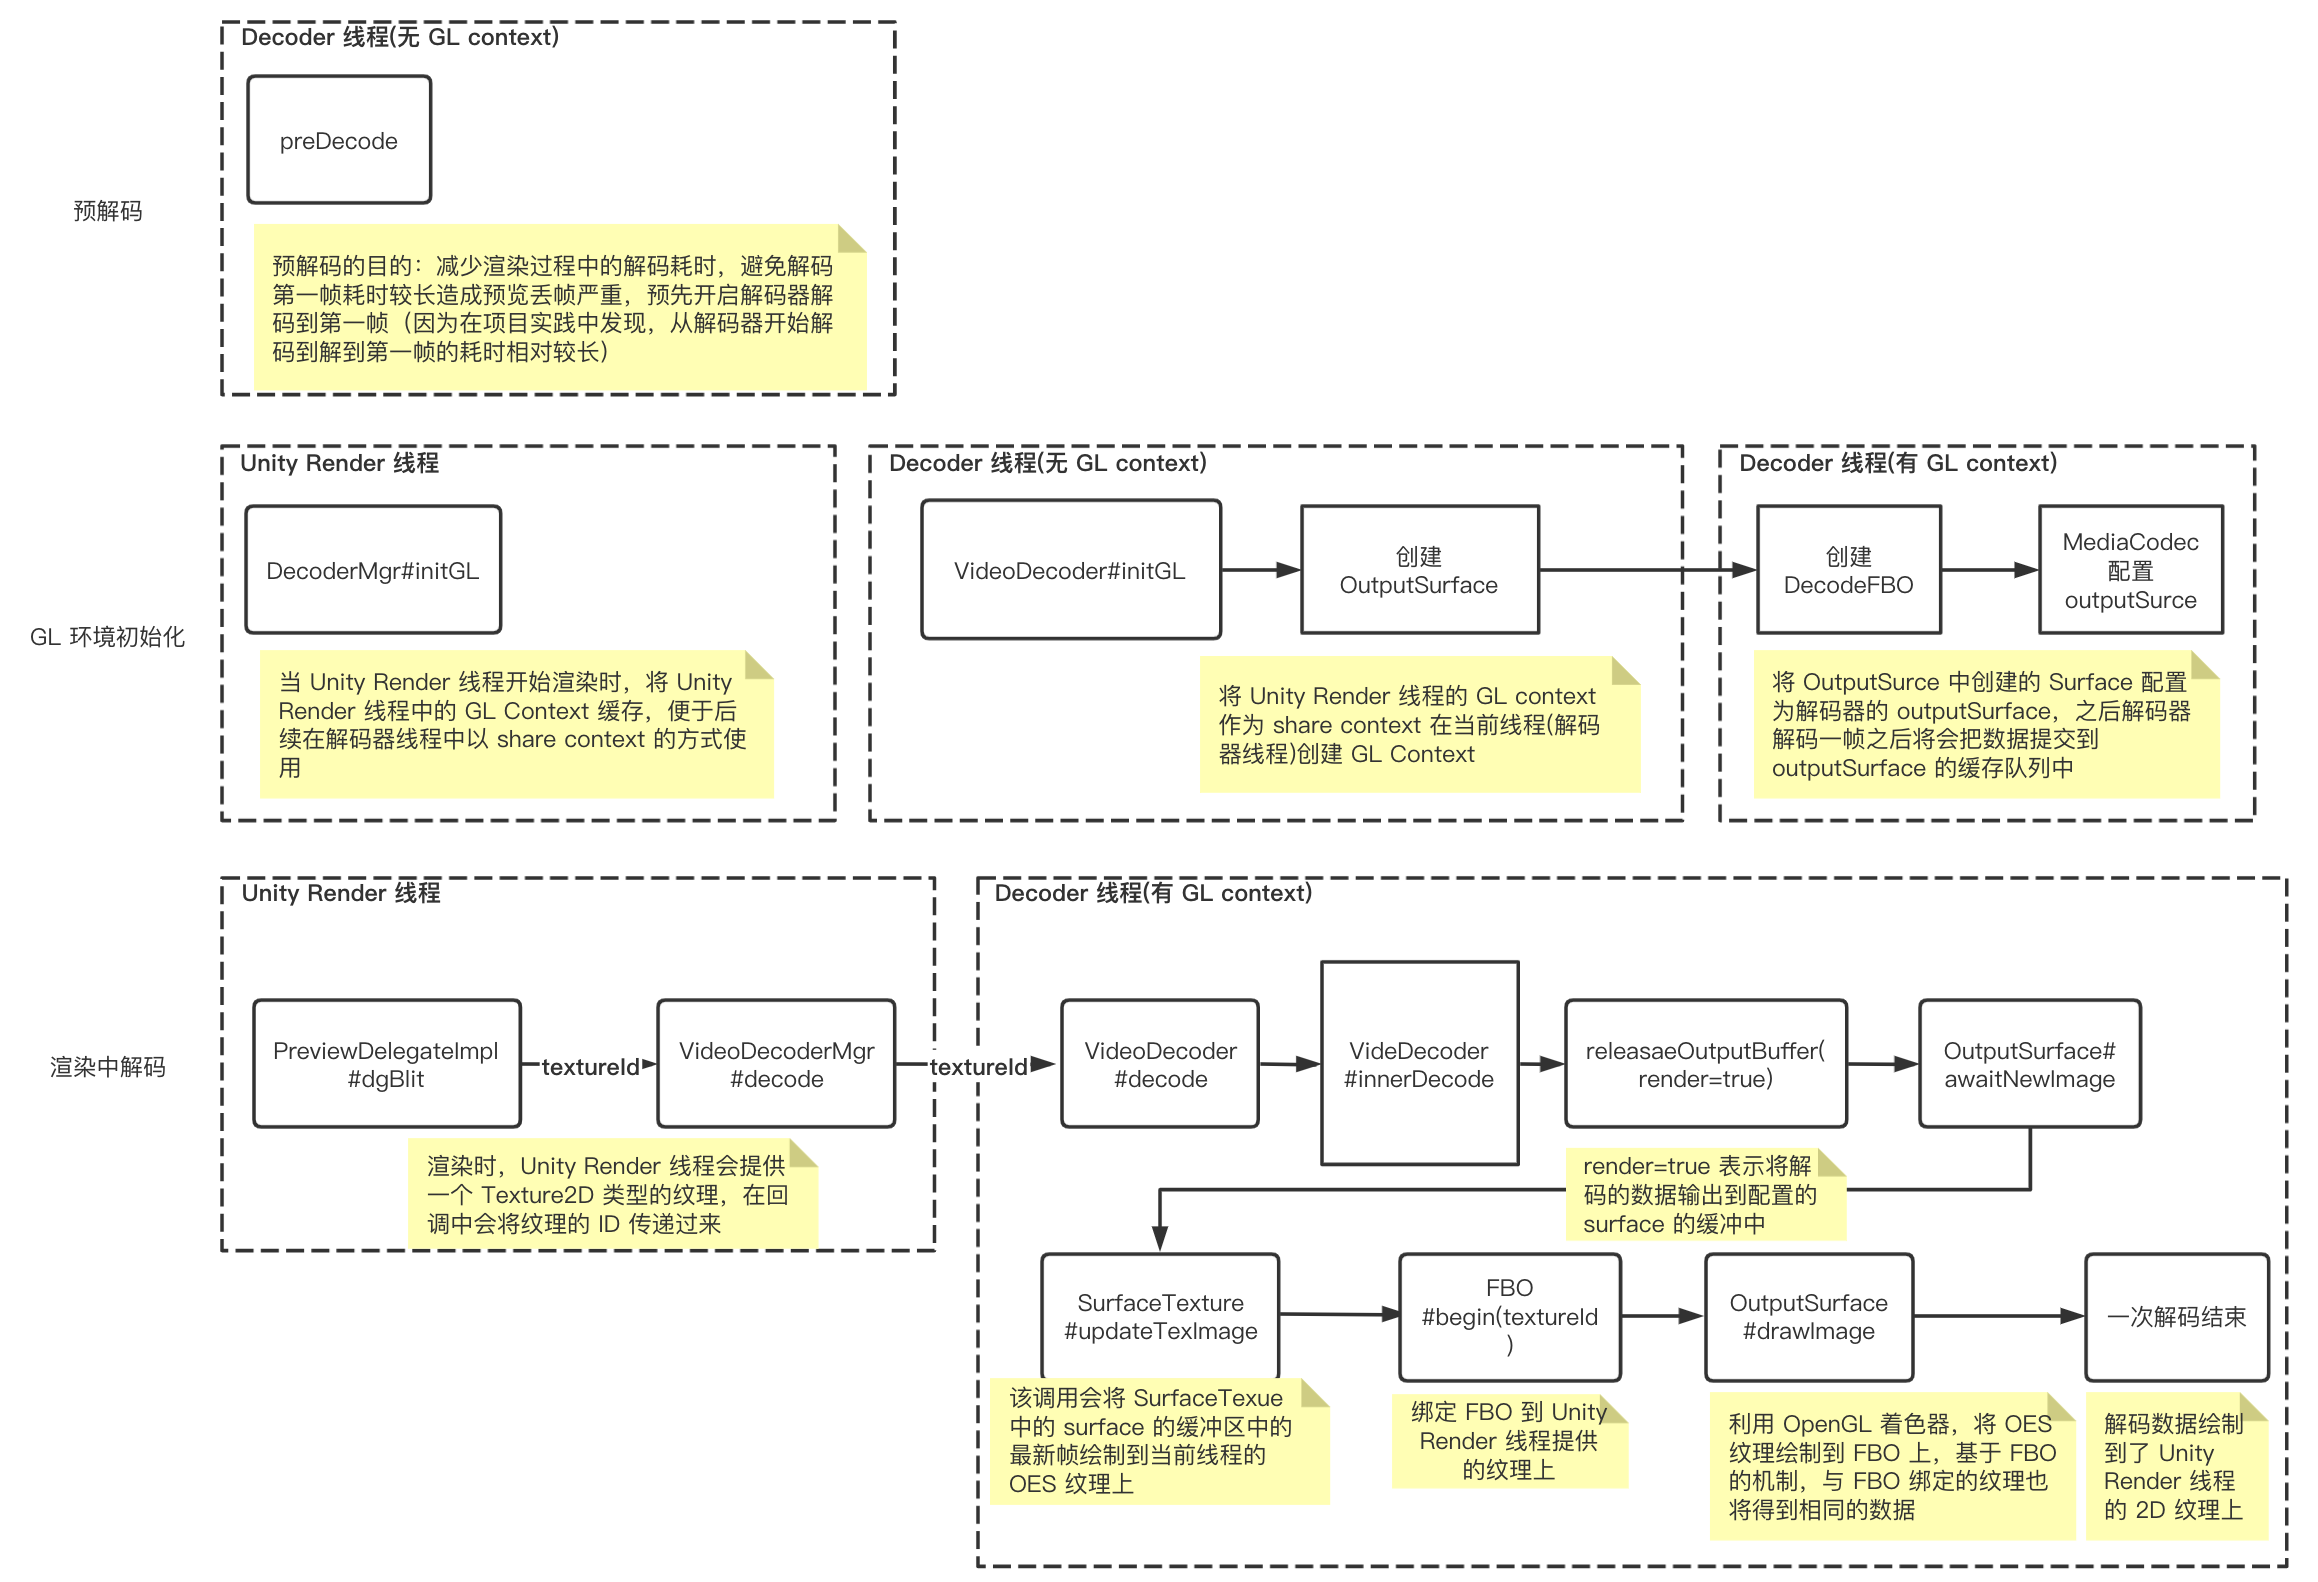 Decoder 线程(无 GL context)
preDecode
预解码
预解码的目的：减少渲染过程中的解码耗时，避免解码
第一帧耗时较长造成预览丢帧严重，预先开启解码器解
码到第一帧（因为在项目实践中发现，从解码器开始解
码到解到第一帧的耗时相对较长）
GL 环境初始化
Unity Render 线程
DecoderMgr#initGL
当 Unity Render 线程开始渲染时，将 Unity
Render 线程中的 GL Context 缓存，便于后
续在解码器线程中以 share context 的方式使
用
Decoder 线程(无 GL context)
VideoDecoder#initGL
创建
OutputSurface
将 Unity Render 线程的 GL context
作为 share context 在当前线程(解码
器线程)创建 GL Context
Decoder 线程(有 GL context)
创建
DecodeFBO
MediaCodec
配置
outputSurce
将 OutputSurce 中创建的 Surface 配置
为解码器的 outputSurface，之后解码器
解码一帧之后将会把数据提交到
outputSurface 的缓存队列中
渲染中解码
Unity Render 线程
PreviewDelegateImpl
#dgBlit
textureId
VideoDecoderMgr
#decode
textureId
渲染时，Unity Render 线程会提供
一个 Texture2D 类型的纹理，在回
调中会将纹理的 ID 传递过来
Decoder 线程(有 GL context)
VideoDecoder
#decode
VideDecoder
#innerDecode
releasaeOutputBuffer(
render=true)
OutputSurface#
awaitNewImage
render=true 表示将解
码的数据输出到配置的
surface 的缓冲中
SurfaceTexture
#updateTexImage
FBO
#begin(textureId
)
OutputSurface
#drawImage
一次解码结束
该调用会将 SurfaceTexue
中的 surface 的缓冲区中的
最新帧绘制到当前线程的
OES 纹理上
绑定 FBO 到 Unity
Render 线程提供
的纹理上
利用 OpenGL 着色器，将 OES
纹理绘制到 FBO 上，基于 FBO
的机制，与 FBO 绑定的纹理也
将得到相同的数据
解码数据绘制
到了 Unity
Render 线程
的 2D 纹理上